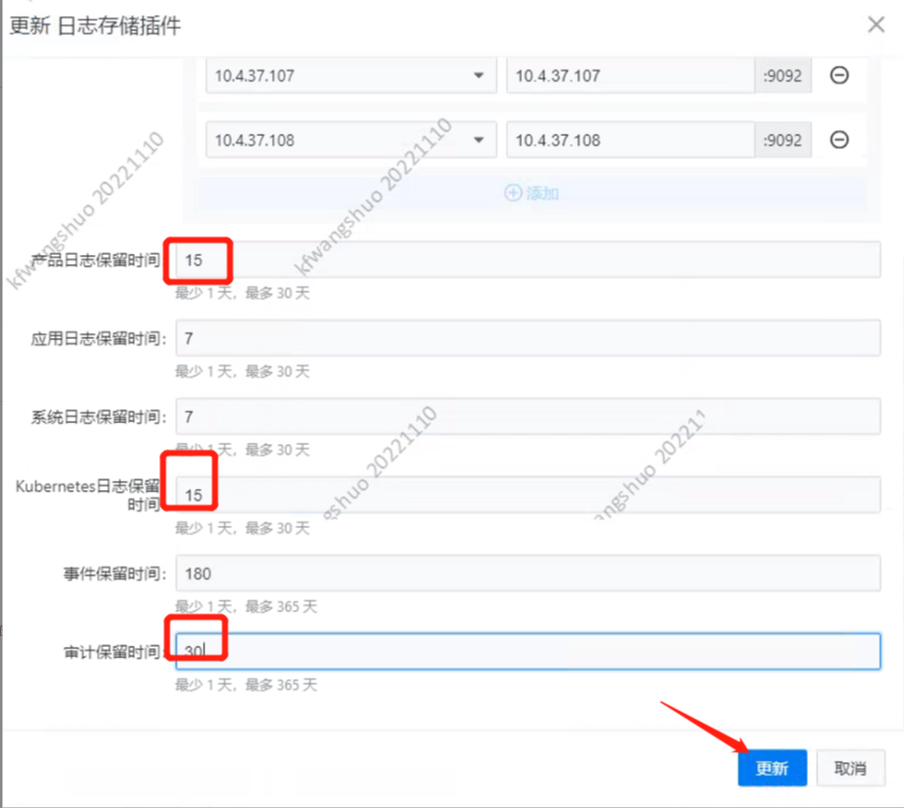 更新 日志存储插件
10.4.37.107 10.4.37.107 :9092
10.4.37.108 10.4.37.108 :9092
添加
产品日志保留时间 15
最少 1 天，最多 30 天
应用日志保留时间： 7
最少 1 天，最多 30 天
系统日志保留时间： 7
最少 1 天，最多 30 天
Kubernetes日志保留
时间 15
最少 1 天，最多 30 天
事件保留时间： 180
最少 1 天，最多 365 天
审计保留时间： 30
最少 1 天，最多 365 天
更新 取消
kfwangshuo 20221110
kfwangshuo 20221110
gshuo 20221110
angshuo 202211